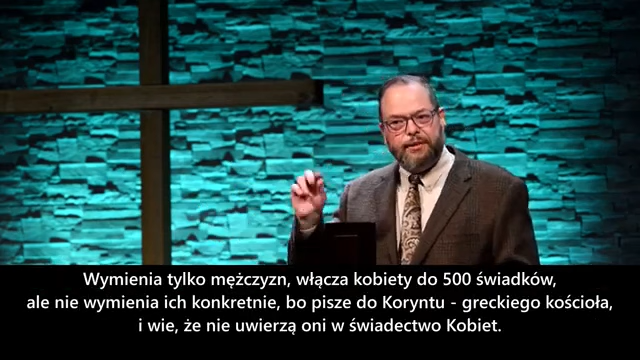 Wymienia tylko mężczyzn, włącza kobiety do 500 świadków,
ale nie wymienia ich konkretnie, bo pisze do Koryntu - greckiego kościoła,
i wie, że nie uwierzą oni w świadectwo Kobiet.